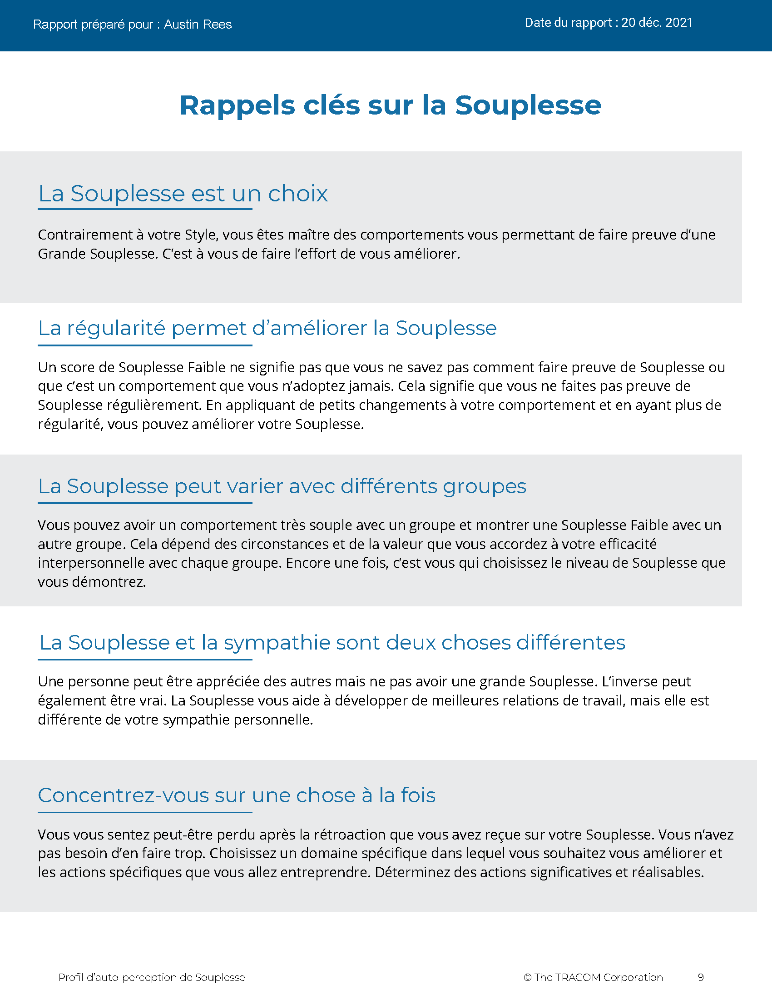 Rapport préparé pour : Austin Rees
Date du rapport : 20 déc. 2021
Rappels clés sur la Souplesse
La Souplesse est un choix
Contrairement à votre Style, vous êtes maître des comportements vous permettant de faire preuve d’une
Grande Souplesse. C’est à vous de faire l’effort de vous améliorer.
La régularité permet d’améliorer la Souplesse
Un score de Souplesse Faible ne signifie pas que vous ne savez pas comment faire preuve de Souplesse ou
que c’est un comportement que vous n’adoptez jamais. Cela signifie que vous ne faites pas preuve de
Souplesse régulièrement. En appliquant de petits changements à votre comportement et en ayant plus de
régularité, vous pouvez améliorer votre Souplesse.
La Souplesse peut varier avec différents groupes
Vous pouvez avoir un comportement très souple avec un groupe et montrer une Souplesse Faible avec un
autre groupe. Cela dépend des circonstances et de la valeur que vous accordez à votre efficacité
interpersonnelle avec chaque groupe. Encore une fois, c’est vous qui choisissez le niveau de Souplesse que
vous démontrez.
La Souplesse et la sympathie sont deux choses différentes
Une personne peut être appréciée des autres mais ne pas avoir une grande Souplesse. L’inverse peut
également être vrai. La Souplesse vous aide à développer de meilleures relations de travail, mais elle est
différente de votre sympathie personnelle.
Concentrez-vous sur une chose à la fois
Vous vous sentez peut-être perdu après la rétroaction que vous avez reçue sur votre Souplesse. Vous n’avez
pas besoin d’en faire trop. Choisissez un domaine spécifique dans lequel vous souhaitez vous améliorer et
les actions spécifiques que vous allez entreprendre. Déterminez des actions significatives et réalisables.
Profil d’auto-perception de Souplesse
© The TRACOM Corporation
9